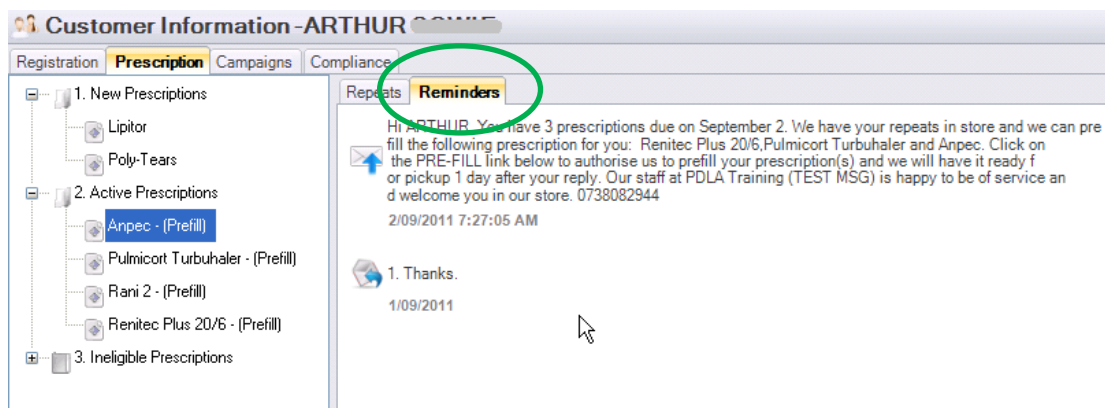 Customer Information -ARTHUR
Registration Prescription Campaigns Compliance
1. New Prescriptions
Lipitor
Poly-Tears
2. Active Prescriptions
Anpec - (Prefill)
Pulmicort Turbuhaler - (Prefill)
Rani 2 - (Prefill)
Renitec Plus 20/6 - (Prefill)
3. Ineligible Prescriptions
Repeats Reminders
Hi ARTHUR. You have 3 prescriptions due on September 2. We have your repeats in store and we can pre
fill the following prescription for you: Renitec Plus 20/6,Pulmicort Turbuhaler and Anpec. Click on
the PRE-FILL link below to authorise us to prefill your prescription(s) and we will have it ready f
or pickup 1 day after your reply. Our staff at PDLA Training (TEST MSG) is happy to be of service an
d welcome you in our store. 0738082944
2/09/2011 7:27:05 AM
1. Thanks.
1/09/2011